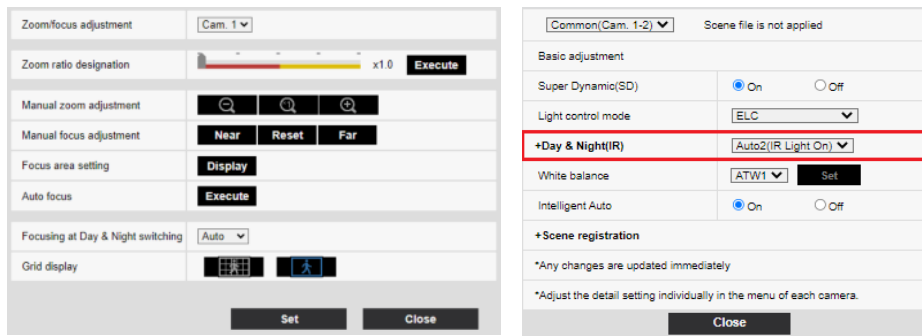 Zoom/focus adjustment Cam. 1
Zoom ratio designation x1.0 Execute
Manual zoom adjustment
Manual focus adjustment Near Reset Far
Focus area setting Display
Auto focus Execute
Focusing at Day & Night switching Auto
Grid display
Set Close
Common(Cam. 1-2) Scene file is not applied
Basic adjustment
Super Dynamic(SD) On Off
Light control mode ELC
+Day & Night(IR) Auto2(IR Light On)
White balance ATW1 Set
Intelligent Auto On Off
+Scene registration
*Any changes are updated immediately
*Adjust the detail setting individually in the menu of each camera.
Close